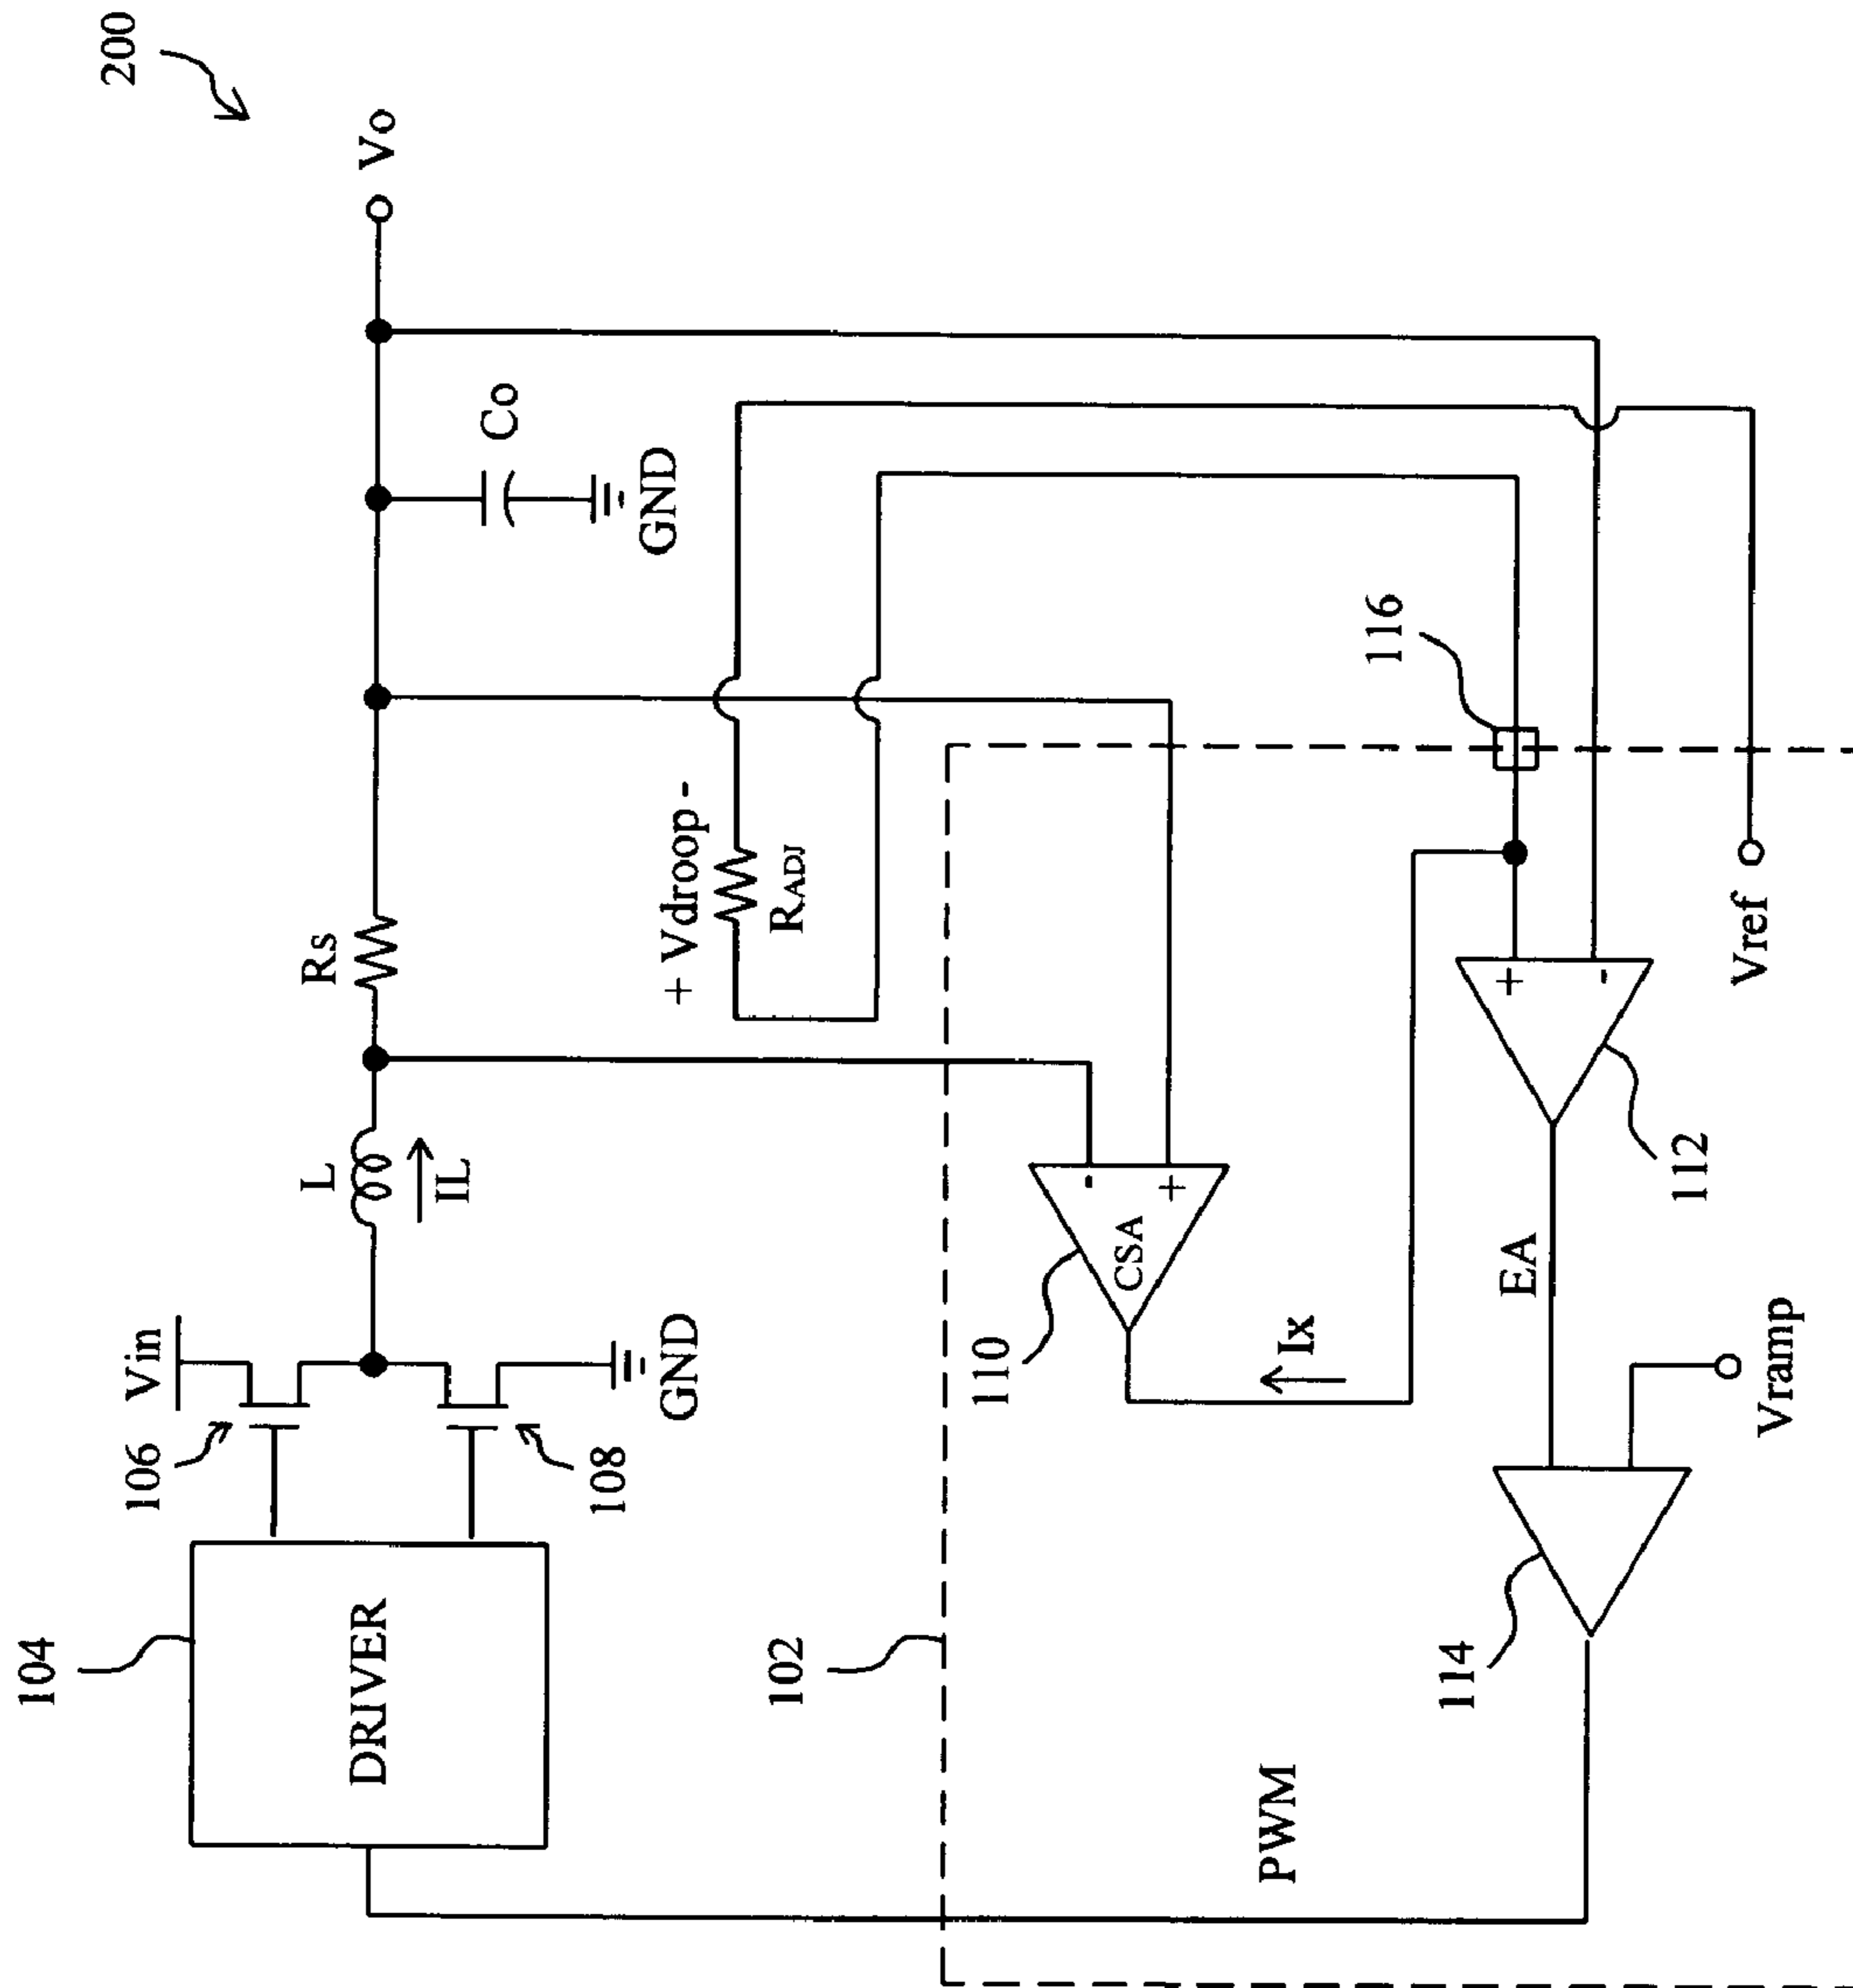 200
104
DRIVER
106
Vin
108
GND
L
IL
Rs
Co
GND
Vo
+ Vdroop -
RADJ
102
PWM
110
CSA
-
+
Ix
116
114
EA
Vramp
112
+
-
Vref